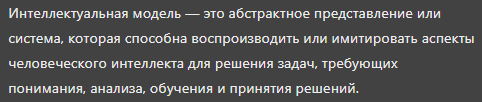 Интеллектуальная модель — это абстрактное представление или
система, которая способна воспроизводить или имитировать аспекты
человеческого интеллекта для решения задач, требующих
понимания, анализа, обучения и принятия решений.